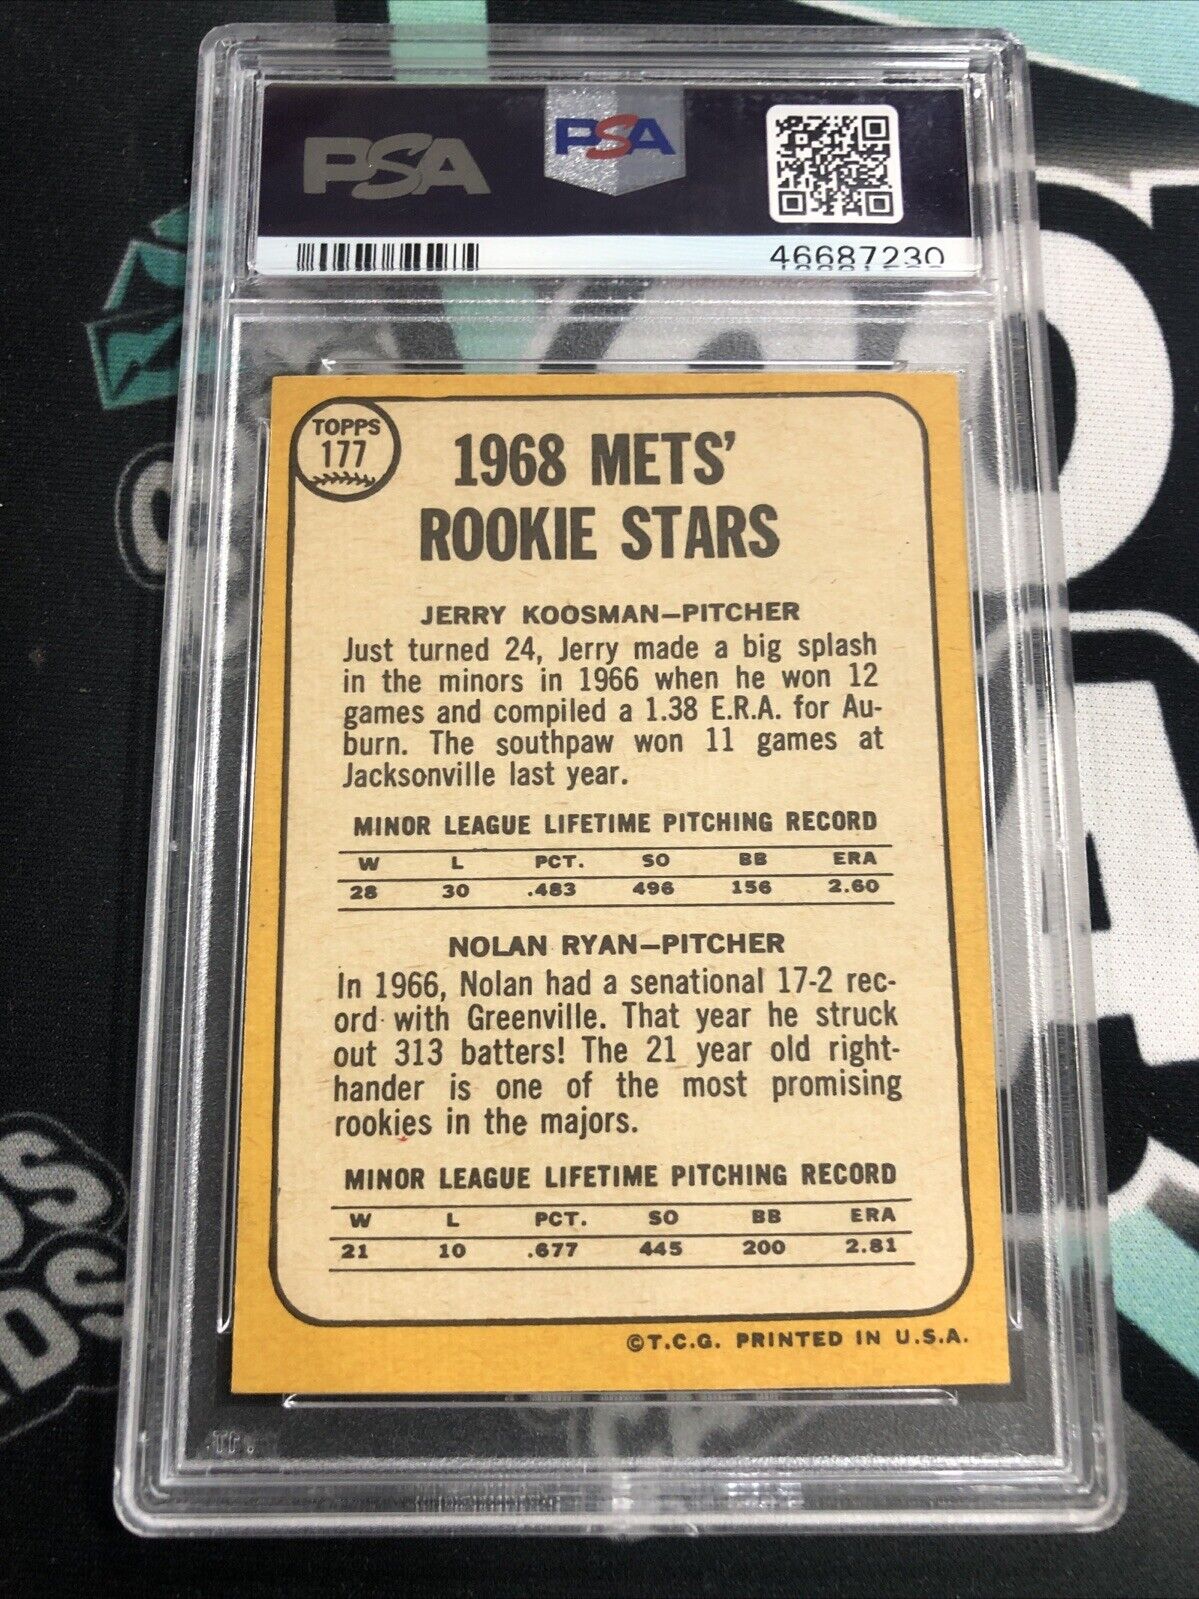 PSA PSA
46687230
TOPPS
177
1968 METS'
ROOKIE STARS
JERRY KOOSMAN—PITCHER
Just turned 24, Jerry made a big splash
in the minors in 1966 when he won 12
games and compiled a 1.38 E.R.A. for Au-
burn. The southpaw won 11 games at
Jacksonville last year.
MINOR LEAGUE LIFETIME PITCHING RECORD
W L PCT. SO BB ERA
28 30 .483 496 156 2.60
NOLAN RYAN—PITCHER
In 1966, Nolan had a senational 17-2 rec-
ord with Greenville. That year he struck
out 313 batters! The 21 year old right-
hander is one of the most promising
rookies in the majors.
MINOR LEAGUE LIFETIME PITCHING RECORD
W L PCT. SO BB ERA
21 10 .677 445 200 2.81
©T.C.G. PRINTED IN U.S.A.